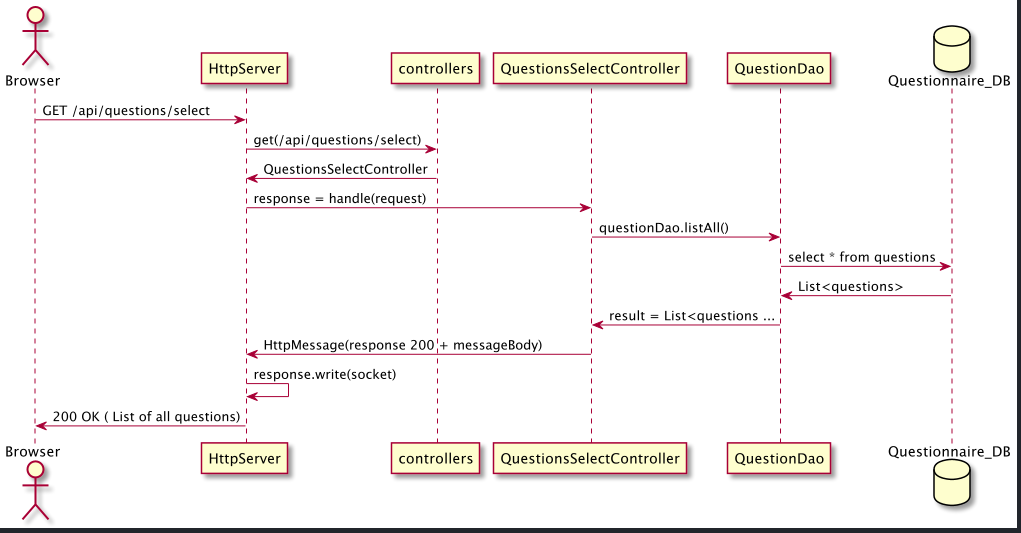 Browser
HttpServer
controllers
QuestionsSelectController
QuestionDao
Questionnaire_DB
GET /api/questions/select
get(/api/questions/select)
QuestionsSelectController
response = handle(request)
questionDao.listAll()
select * from questions
List<questions>
result = List<questions ...
HttpMessage(response 200 + messageBody)
response.write(socket)
200 OK ( List of all questions)
Browser
HttpServer
controllers
QuestionsSelectController
QuestionDao
Questionnaire_DB